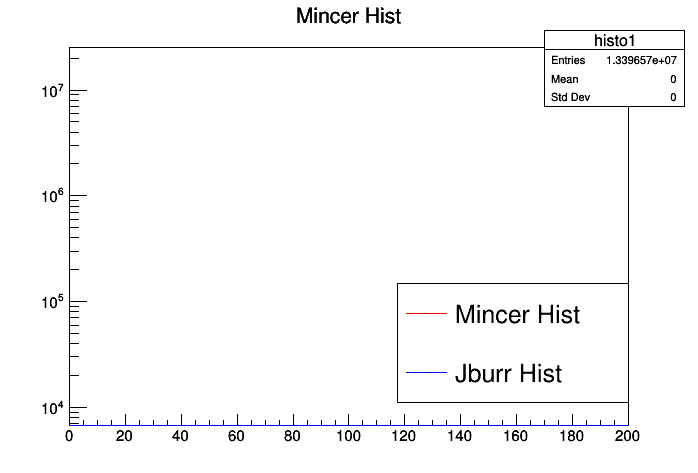 Mincer Hist
histo1
Entries 1.339657e+07
Mean 0
Std Dev 0
10^7
10^6
10^5
10^4
Mincer Hist
Jburr Hist
0 20 40 60 80 100 120 140 160 180 200